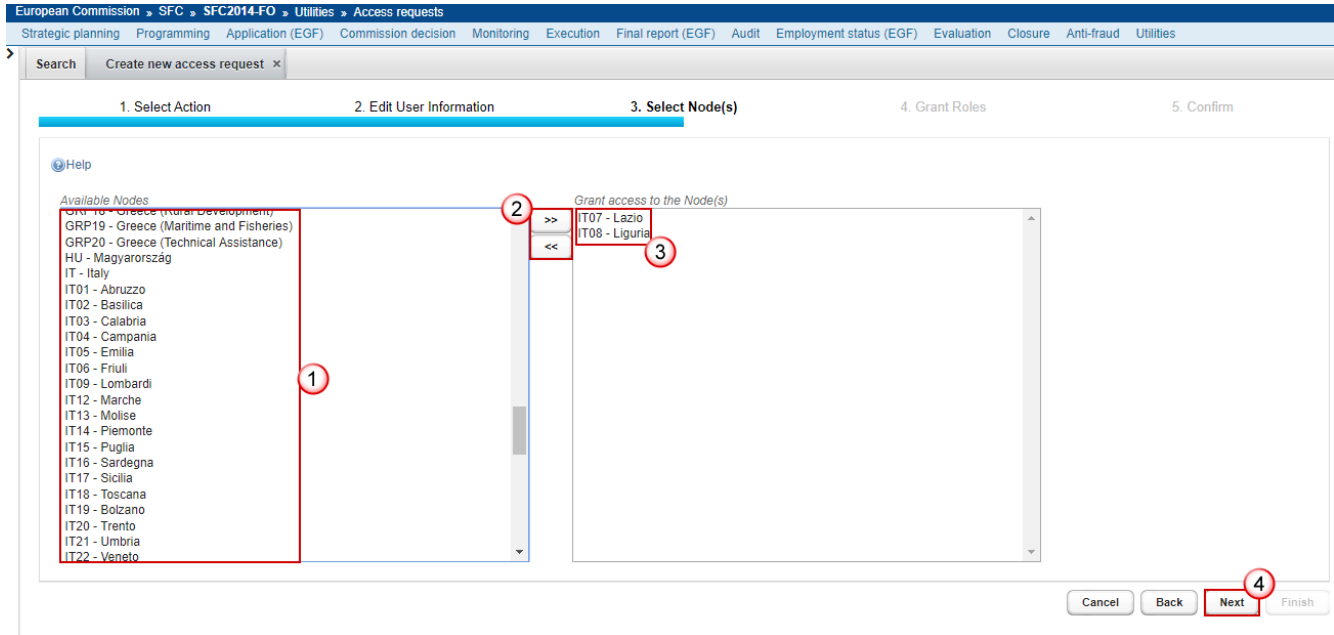 European Commission » SFC » SFC2014-FO » Utilities » Access requests
Strategic planning Programming Application (EGF) Commission decision Monitoring Execution Final report (EGF) Audit Employment status (EGF) Evaluation Closure Anti-fraud Utilities
> Search Create new access request ×
1. Select Action 2. Edit User Information 3. Select Node(s) 4. Grant Roles 5. Confirm
Help
Available Nodes
GRP18 - Greece (Rural Development)
GRP19 - Greece (Maritime and Fisheries)
GRP20 - Greece (Technical Assistance)
HU - Magyarország
IT - Italy
IT01 - Abruzzo
IT02 - Basilica
IT03 - Calabria
IT04 - Campania
IT05 - Emilia
IT06 - Friuli
IT09 - Lombardi
IT12 - Marche
IT13 - Molise
IT14 - Piemonte
IT15 - Puglia
IT16 - Sardegna
IT17 - Sicilia
IT18 - Toscana
IT19 - Bolzano
IT20 - Trento
IT21 - Umbria
IT22 - Veneto
1
2
>>
<<
Grant access to the Node(s)
IT07 - Lazio
IT08 - Liguria
3
4
Cancel Back Next Finish